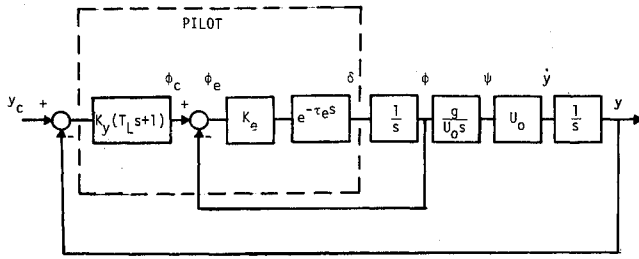 PILOT
y_c + -
K_y(T_L s+1)
ϕ_c + -
ϕ_e
K_e
e^{-τ_e s}
δ
1/s
ϕ
g/U_o s
ψ
U_o
ẏ
1/s
y